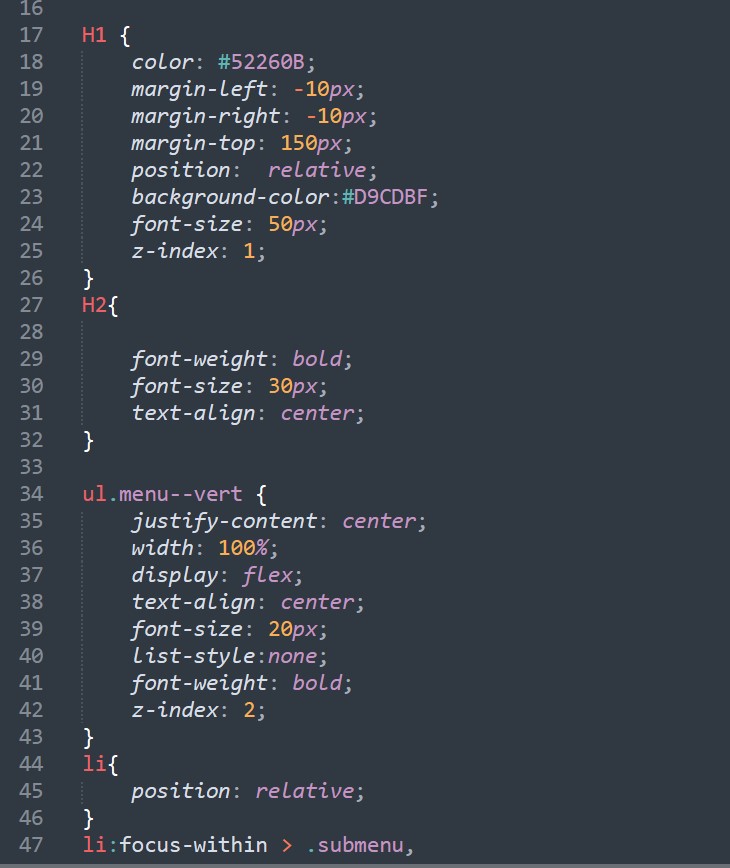 16
17 H1 {
18 color: #52260B;
19 margin-left: -10px;
20 margin-right: -10px;
21 margin-top: 150px;
22 position:  relative;
23 background-color:#D9CDBF;
24 font-size: 50px;
25 z-index: 1;
26 }
27 H2{
28
29 font-weight: bold;
30 font-size: 30px;
31 text-align: center;
32 }
33
34 ul.menu--vert {
35 justify-content: center;
36 width: 100%;
37 display: flex;
38 text-align: center;
39 font-size: 20px;
40 list-style:none;
41 font-weight: bold;
42 z-index: 2;
43 }
44 li{
45 position: relative;
46 }
47 li:focus-within > .submenu,